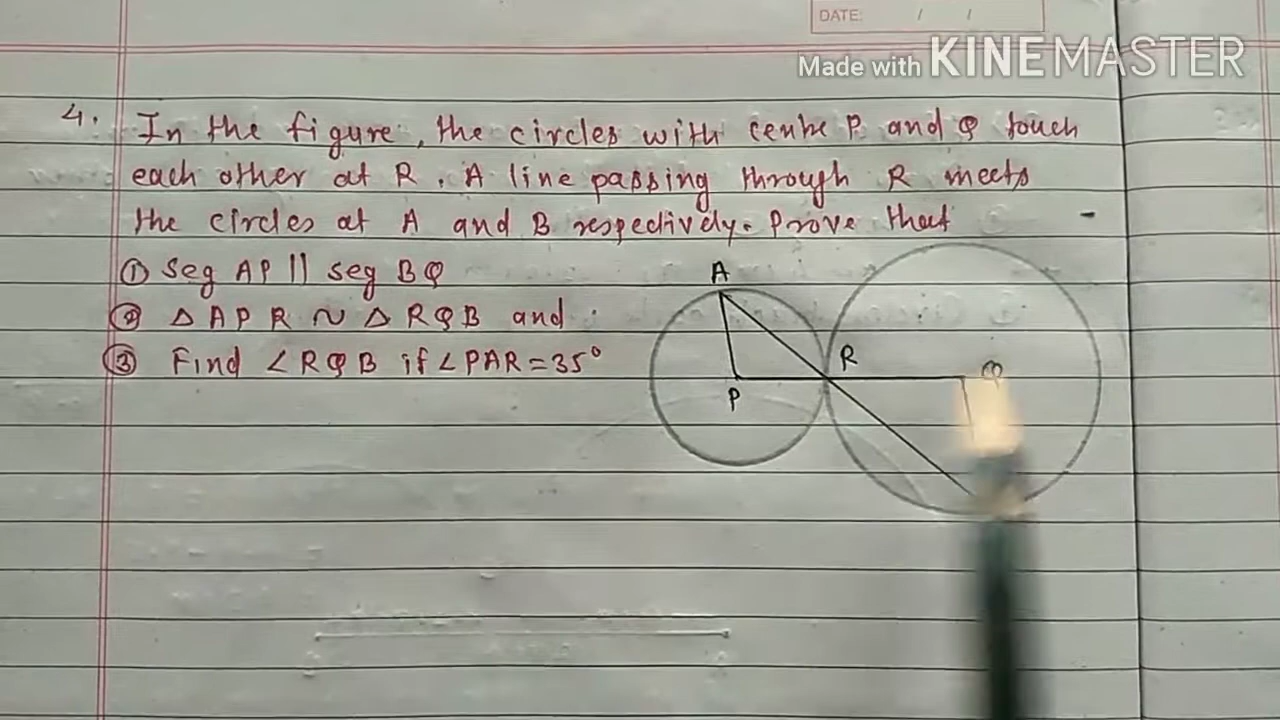 DATE: / /
Made with KINEMASTER
4. In the figure, the circles with centre P and Q touch
each other at R. A line passing through R meets
the circles at A and B respectively. Prove that
① Seg AP || seg BQ
② △ APR ~ △ RQB and
③ Find ∠RQB if ∠PAR = 35°
A
R
Q
P